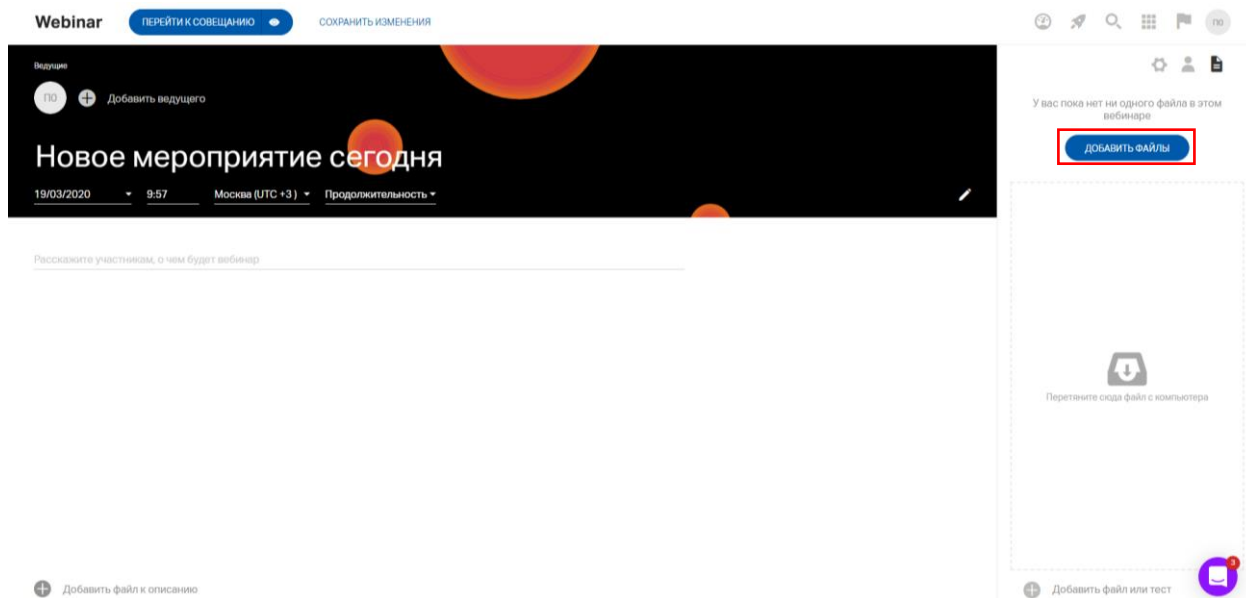 Webinar
ПЕРЕЙТИ К СОВЕЩАНИЮ
СОХРАНИТЬ ИЗМЕНЕНИЯ
ПО
Ведущие
ПО
Добавить ведущего
Новое мероприятие сегодня
19/03/2020
9:57
Москва (UTC +3 )
Продолжительность
Расскажите участникам, о чем будет вебинар
Добавить файл к описанию
У вас пока нет ни одного файла в этом
вебинаре
ДОБАВИТЬ ФАЙЛЫ
Перетяните сюда файл с компьютера
Добавить файл или тест
3